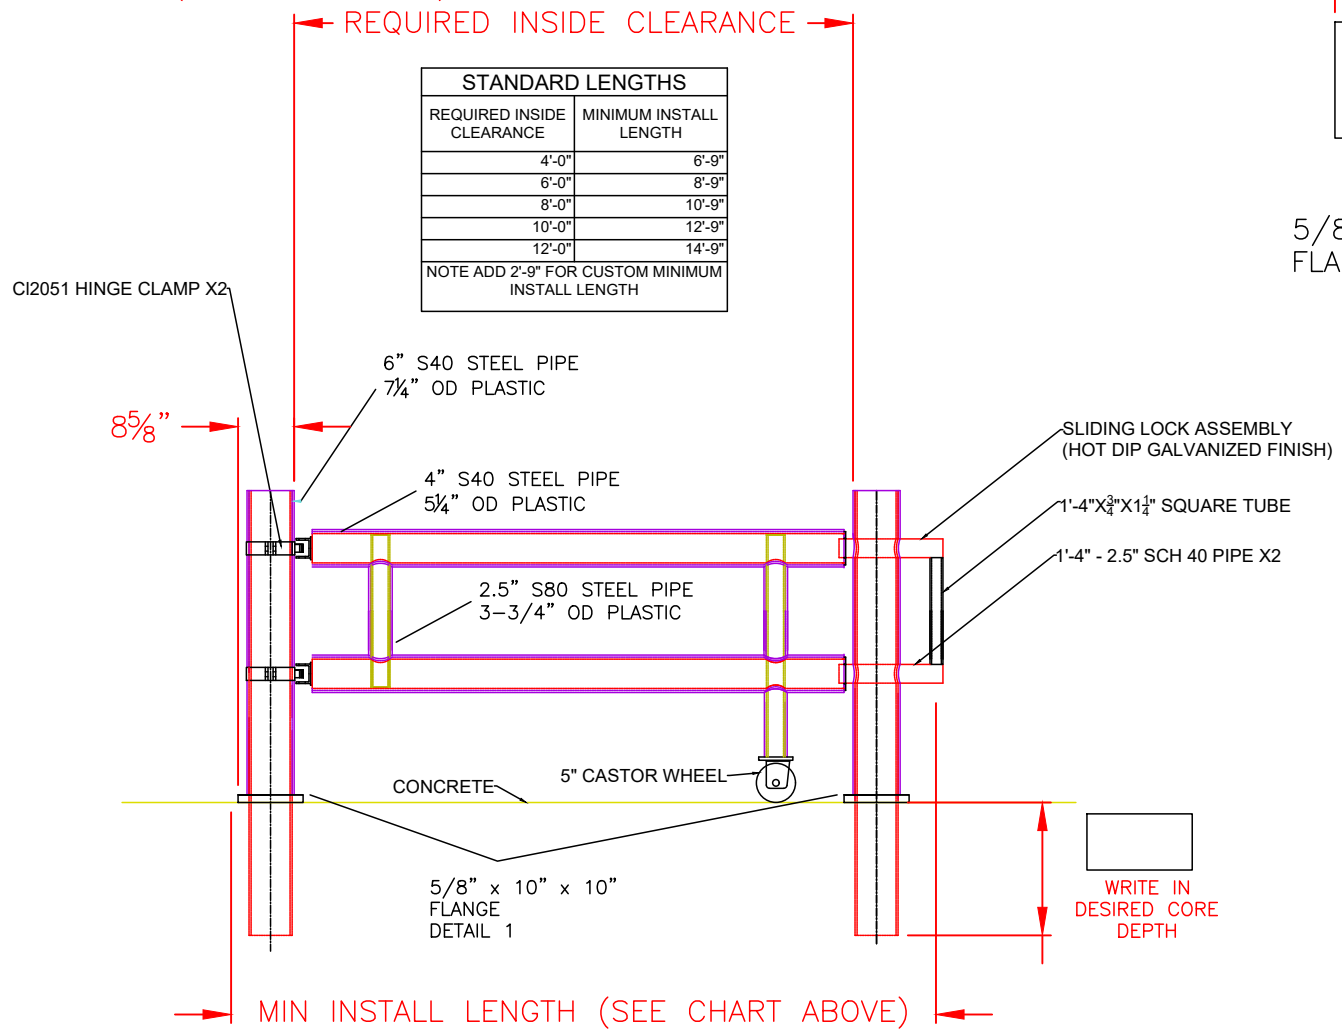 REQUIRED INSIDE CLEARANCE
STANDARD LENGTHS
REQUIRED INSIDE CLEARANCE
MINIMUM INSTALL LENGTH
4'-0" 6'-9"
6'-0" 8'-9"
8'-0" 10'-9"
10'-0" 12'-9"
12'-0" 14'-9"
NOTE ADD 2'-9" FOR CUSTOM MINIMUM
INSTALL LENGTH
5/8
FLA
CI2051 HINGE CLAMP X2
6" S40 STEEL PIPE
7¼" OD PLASTIC
8⅝"
4" S40 STEEL PIPE
5¼" OD PLASTIC
SLIDING LOCK ASSEMBLY
(HOT DIP GALVANIZED FINISH)
1'-4"X¾"X1¼" SQUARE TUBE
1'-4" - 2.5" SCH 40 PIPE X2
2.5" S80 STEEL PIPE
3-3/4" OD PLASTIC
CONCRETE
5" CASTOR WHEEL
5/8" x 10" x 10"
FLANGE
DETAIL 1
WRITE IN
DESIRED CORE
DEPTH
MIN INSTALL LENGTH (SEE CHART ABOVE)